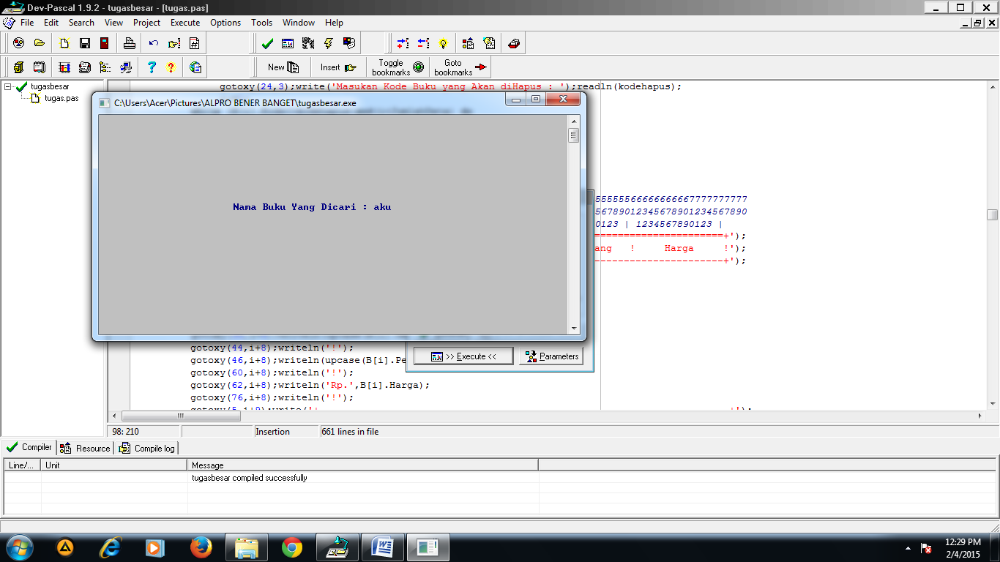 Dev-Pascal 1.9.2 - tugasbesar - [tugas.pas]
File Edit Search View Project Execute Options Tools Window Help
New Insert Toggle bookmarks Goto bookmarks
tugasbesar
tugas.pas
gotoxy(24,3);write('Masukan Kode Buku yang Akan diHapus : ');readln(kodehapus);
C:\Users\Acer\Pictures\ALPRO BENER BANGET\tugasbesar.exe
Nama Buku Yang Dicari : aku
555555666666666677777777777
567890123456789012345678890
0123 | 1234567890123 |
======================+');
ang ! Harga !');
----------------------+');
gotoxy(44,i+8);writeln('!');
gotoxy(46,i+8);writeln(upcase(B[i].Pe
gotoxy(60,i+8);writeln('!');
gotoxy(62,i+8);writeln('Rp.',B[i].Harga);
gotoxy(76,i+8);writeln('!');
>> Execute <<
Parameters
98: 210 Insertion 661 lines in file
Compiler Resource Compile log
Line/... Unit Message
tugasbesar compiled successfully
12:29 PM
2/4/2015